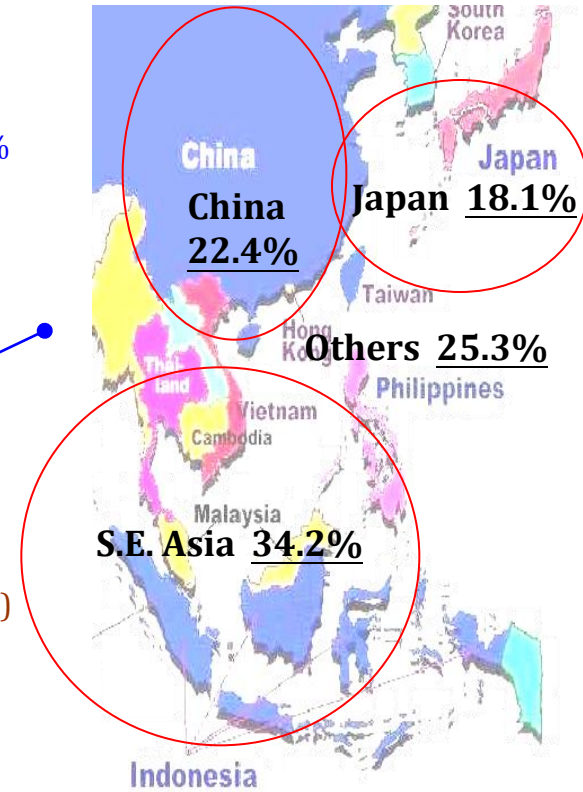 South
Korea
%
China
Japan
China
22.4%
Japan 18.1%
Taiwan
Hong
Kong
Others 25.3%
Thai-
land
Philippines
Vietnam
Cambodia
Malaysia
S.E. Asia 34.2%
)
Indonesia